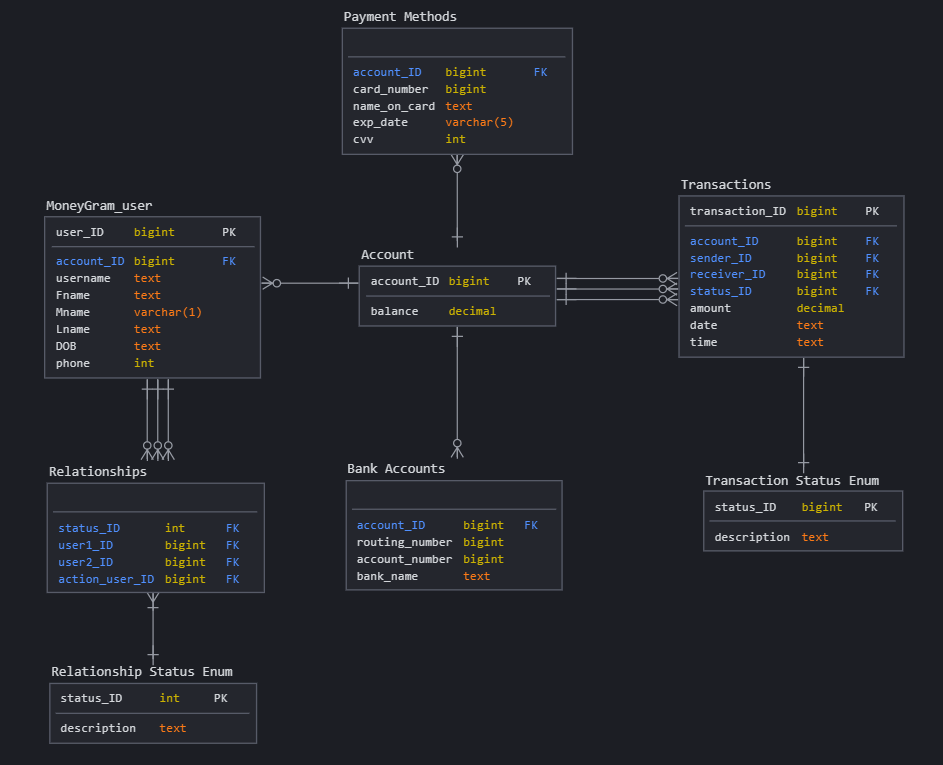 Payment Methods
account_ID bigint FK
card_number bigint
name_on_card text
exp_date varchar(5)
cvv int
MoneyGram_user
user_ID bigint PK
account_ID bigint FK
username text
Fname text
Mname varchar(1)
Lname text
DOB text
phone int
Account
account_ID bigint PK
balance decimal
Transactions
transaction_ID bigint PK
account_ID bigint FK
sender_ID bigint FK
receiver_ID bigint FK
status_ID bigint FK
amount decimal
date text
time text
Relationships
status_ID int FK
user1_ID bigint FK
user2_ID bigint FK
action_user_ID bigint FK
Bank Accounts
account_ID bigint FK
routing_number bigint
account_number bigint
bank_name text
Transaction Status Enum
status_ID bigint PK
description text
Relationship Status Enum
status_ID int PK
description text